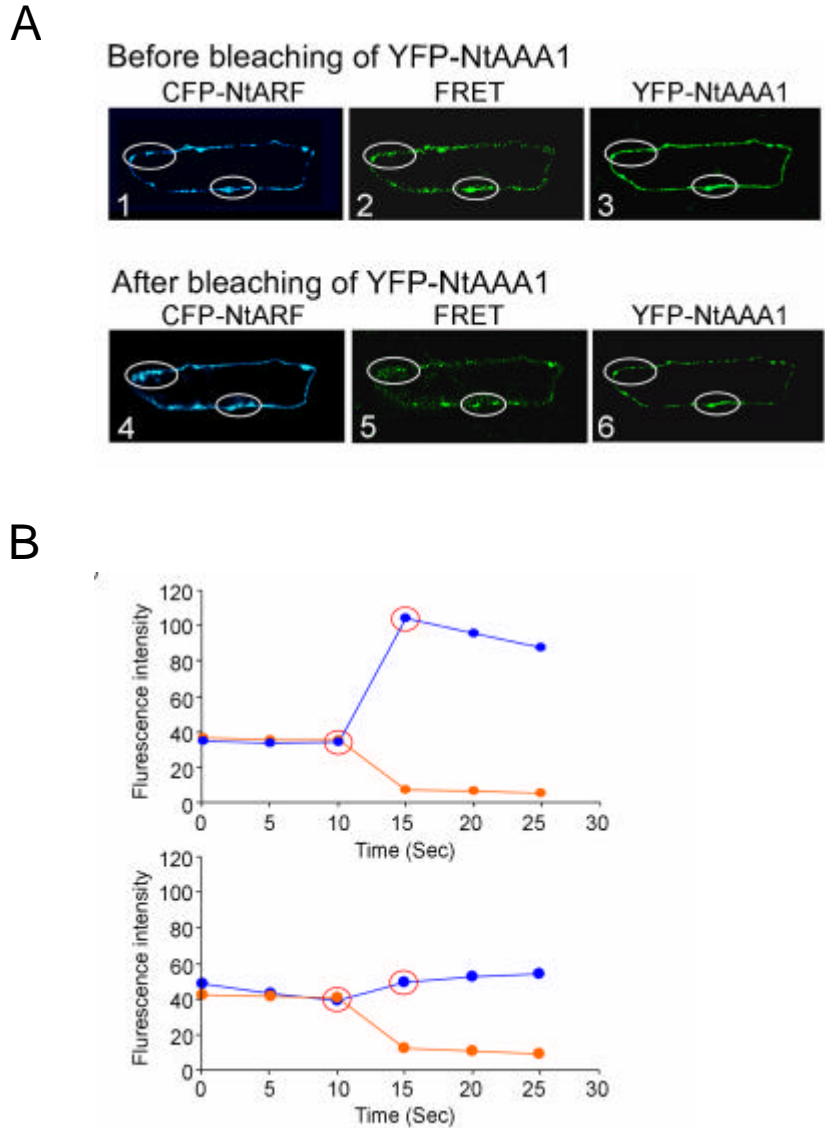 A
Before bleaching of YFP-NtAAA1
CFP-NtARF FRET YFP-NtAAA1
1 2 3
After bleaching of YFP-NtAAA1
CFP-NtARF FRET YFP-NtAAA1
4 5 6
B
Flurescence intensity
120
100
80
60
40
20
0
0 5 10 15 20 25 30
Time (Sec)
Flurescence intensity
120
100
80
60
40
20
0
0 5 10 15 20 25 30
Time (Sec)